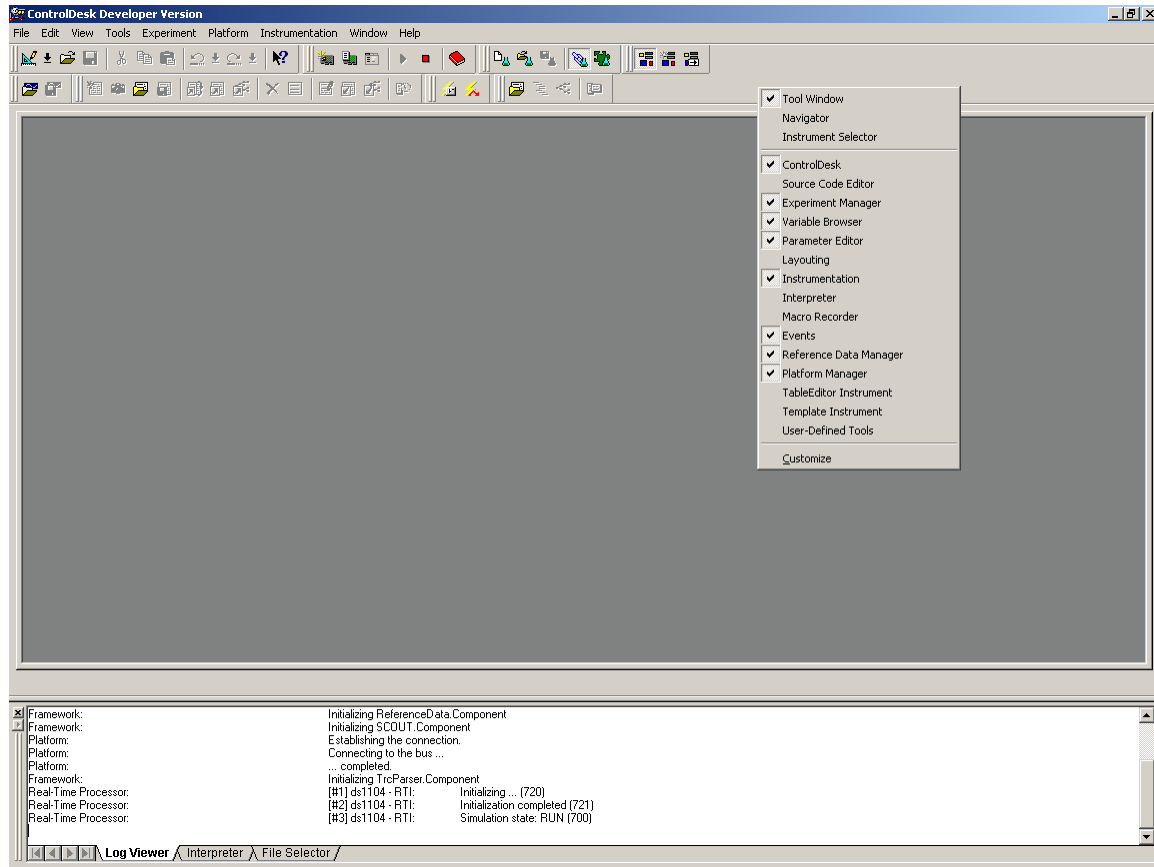 ControlDesk Developer Version
File Edit View Tools Experiment Platform Instrumentation Window Help
Tool Window
Navigator
Instrument Selector
ControlDesk
Source Code Editor
Experiment Manager
Variable Browser
Parameter Editor
Layouting
Instrumentation
Interpreter
Macro Recorder
Events
Reference Data Manager
Platform Manager
TableEditor Instrument
Template Instrument
User-Defined Tools
Customize
Framework: Initializing ReferenceData.Component
Framework: Initializing SCOUT.Component
Platform: Establishing the connection.
Platform: Connecting to the bus ...
Platform: ... completed.
Framework: Initializing TrcParser.Component
Real-Time Processor: [#1] ds1104 - RTI: Initializing ... (720)
Real-Time Processor: [#2] ds1104 - RTI: Initialization completed (721)
Real-Time Processor: [#3] ds1104 - RTI: Simulation state: RUN (700)
Log Viewer Interpreter File Selector